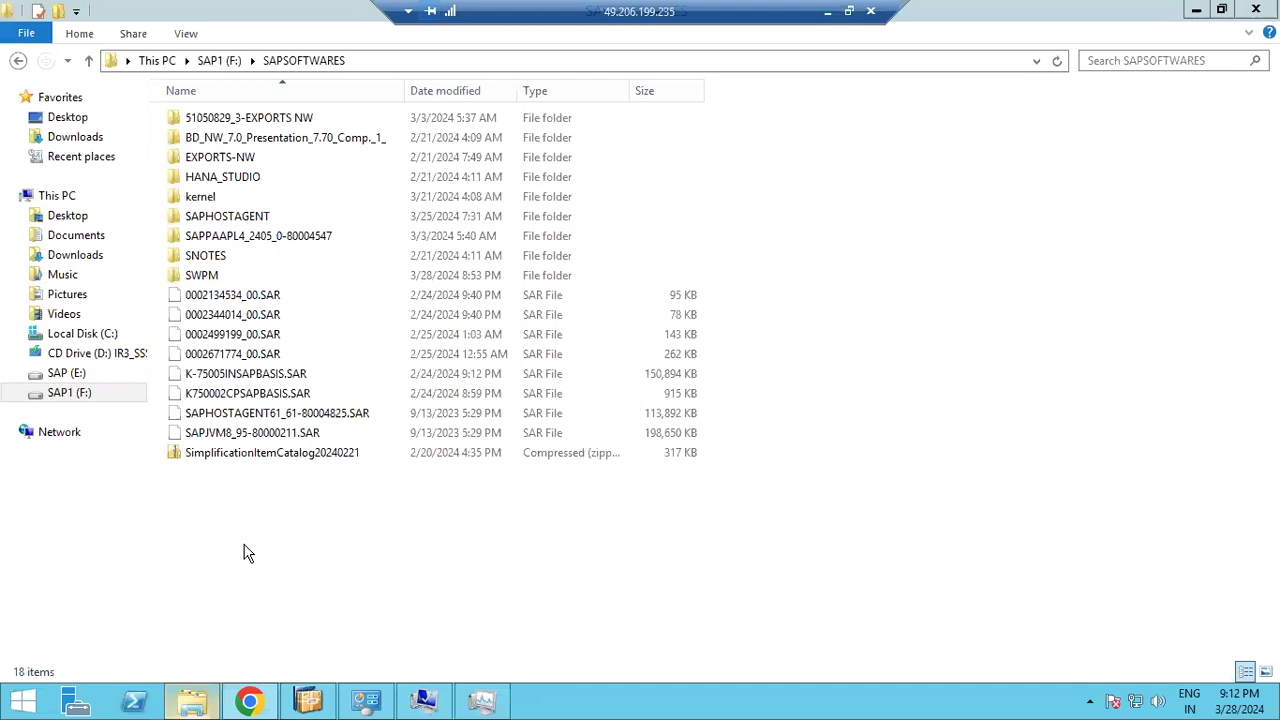 49.206.199.235
File Home Share View
This PC SAP1 (F:) SAPSOFTWARES
Search SAPSOFTWARES
Name Date modified Type Size
Favorites
Desktop
Downloads
Recent places
This PC
Desktop
Documents
Downloads
Music
Pictures
Videos
Local Disk (C:)
CD Drive (D:) IR3_SS
SAP (E:)
SAP1 (F:)
Network
51050829_3-EXPORTS NW 3/3/2024 5:37 AM File folder
BD_NW_7.0_Presentation_7.70_Comp._1_ 2/21/2024 4:09 AM File folder
EXPORTS-NW 2/21/2024 7:49 AM File folder
HANA_STUDIO 2/21/2024 4:11 AM File folder
kernel 3/21/2024 4:08 AM File folder
SAPHOSTAGENT 3/25/2024 7:31 AM File folder
SAPPAAPL4_2405_0-80004547 3/3/2024 5:40 AM File folder
SNOTES 2/21/2024 4:11 AM File folder
SWPM 3/28/2024 8:53 PM File folder
0002134534_00.SAR 2/24/2024 9:40 PM SAR File 95 KB
0002344014_00.SAR 2/24/2024 9:40 PM SAR File 78 KB
0002499199_00.SAR 2/25/2024 1:03 AM SAR File 143 KB
0002671774_00.SAR 2/25/2024 12:55 AM SAR File 262 KB
K-75005INSAPBASIS.SAR 2/24/2024 9:12 PM SAR File 150,894 KB
K750002CPSAPBASIS.SAR 2/24/2024 8:59 PM SAR File 915 KB
SAPHOSTAGENT61_61-80004825.SAR 9/13/2023 5:29 PM SAR File 113,892 KB
SAPJVM8_95-80000211.SAR 9/13/2023 5:29 PM SAR File 198,650 KB
SimplificationItemCatalog20240221 2/20/2024 4:35 PM Compressed (zipp... 317 KB
18 items
ENG 9:12 PM
IN 3/28/2024